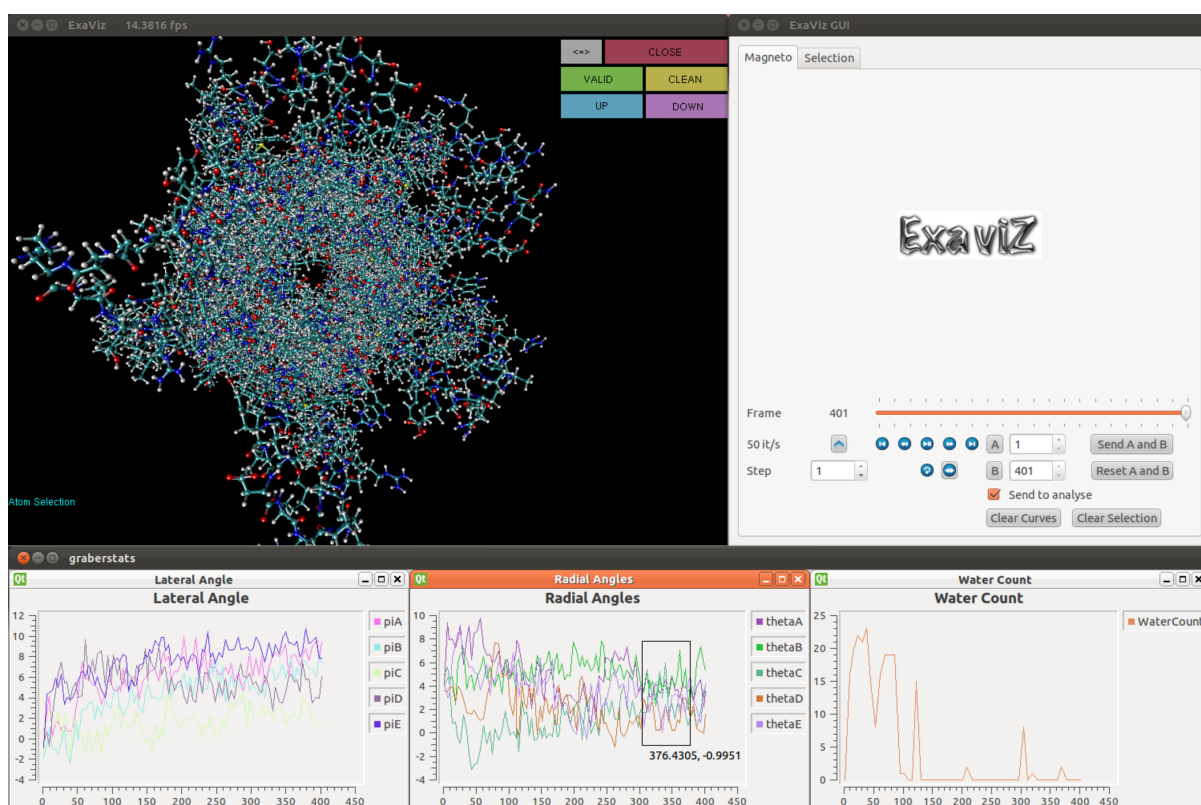 ExaViz 14.3816 fps
<=> CLOSE
VALID CLEAN
UP DOWN
Atom Selection
ExaViz GUI
Magneto Selection
ExaviZ
Frame 401
50 it/s A 1 Send A and B
Step 1 B 401 Reset A and B
Send to analyse
Clear Curves Clear Selection
graberstats
Qt Lateral Angle
Lateral Angle
12
10
8
6
4
2
0
-2
-4
0 50 100 150 200 250 300 350 400 450
piA
piB
piC
piD
piE
Qt Radial Angles
Radial Angles
10
8
6
4
2
0
-2
-4
0 50 100 150 200 250 300 350 400 450
376.4305, -0.9951
thetaA
thetaB
thetaC
thetaD
thetaE
Qt Water Count
Water Count
25
20
15
10
5
0
0 50 100 150 200 250 300 350 400 450
WaterCount